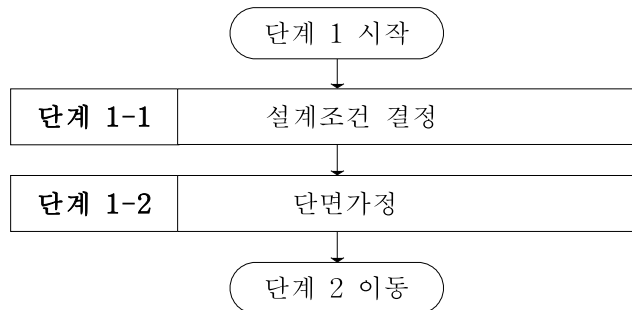 단계 1 시작
단계 1-1 설계조건 결정
단계 1-2 단면가정
단계 2 이동